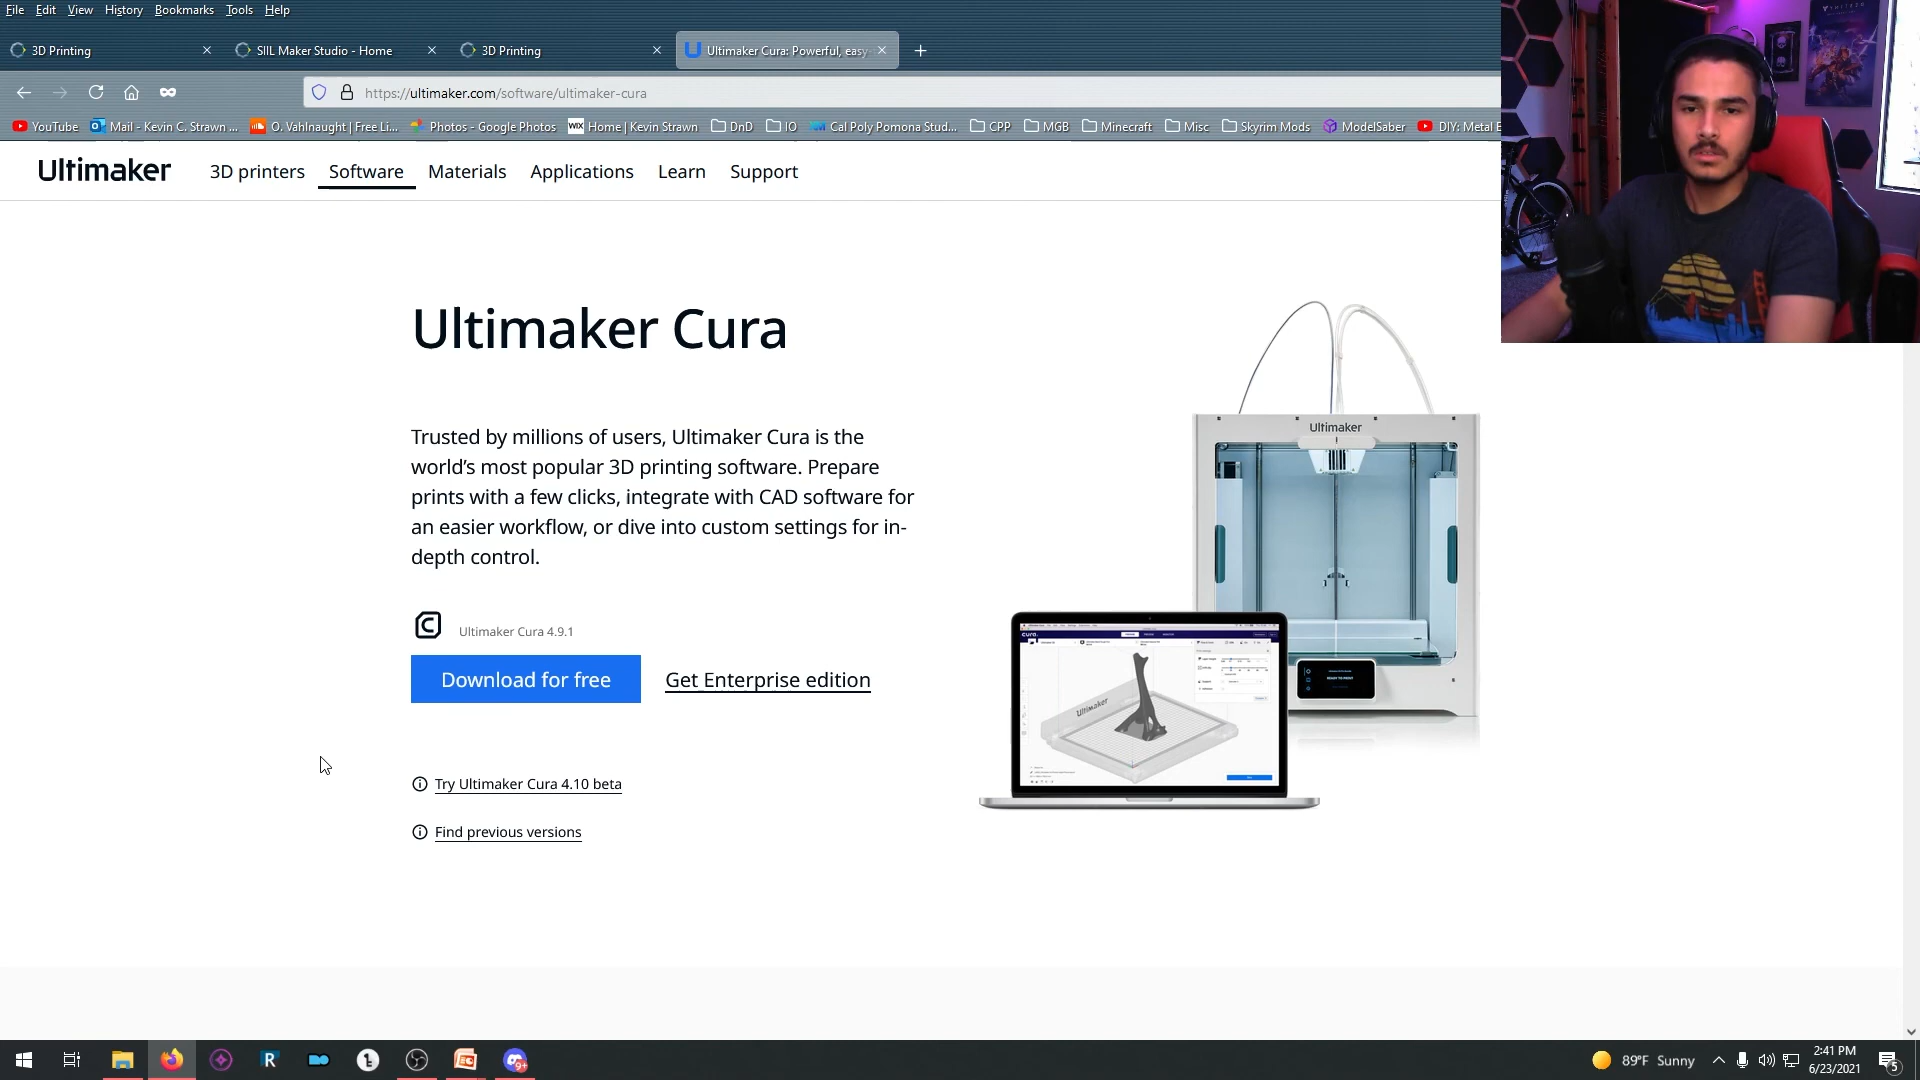 File Edit View History Bookmarks Tools Help
3D Printing
SIIL Maker Studio - Home
3D Printing
Ultimaker Cura: Powerful, easy-
https://ultimaker.com/software/ultimaker-cura
YouTube
Mail - Kevin C. Strawn ...
O. Vahlnaught | Free Li...
Photos - Google Photos
Home | Kevin Strawn
DnD
IO
Cal Poly Pomona Stud...
CPP
MGB
Minecraft
Misc
Skyrim Mods
ModelSaber
DIY: Metal E
Ultimaker
3D printers Software Materials Applications Learn Support
Ultimaker Cura
Trusted by millions of users, Ultimaker Cura is the
world’s most popular 3D printing software. Prepare
prints with a few clicks, integrate with CAD software for
an easier workflow, or dive into custom settings for in-
depth control.
Ultimaker Cura 4.9.1
Download for free
Get Enterprise edition
Try Ultimaker Cura 4.10 beta
Find previous versions
Ultimaker
READY TO PRINT
cura.
Ultimaker
89°F Sunny
2:41 PM
6/23/2021
5